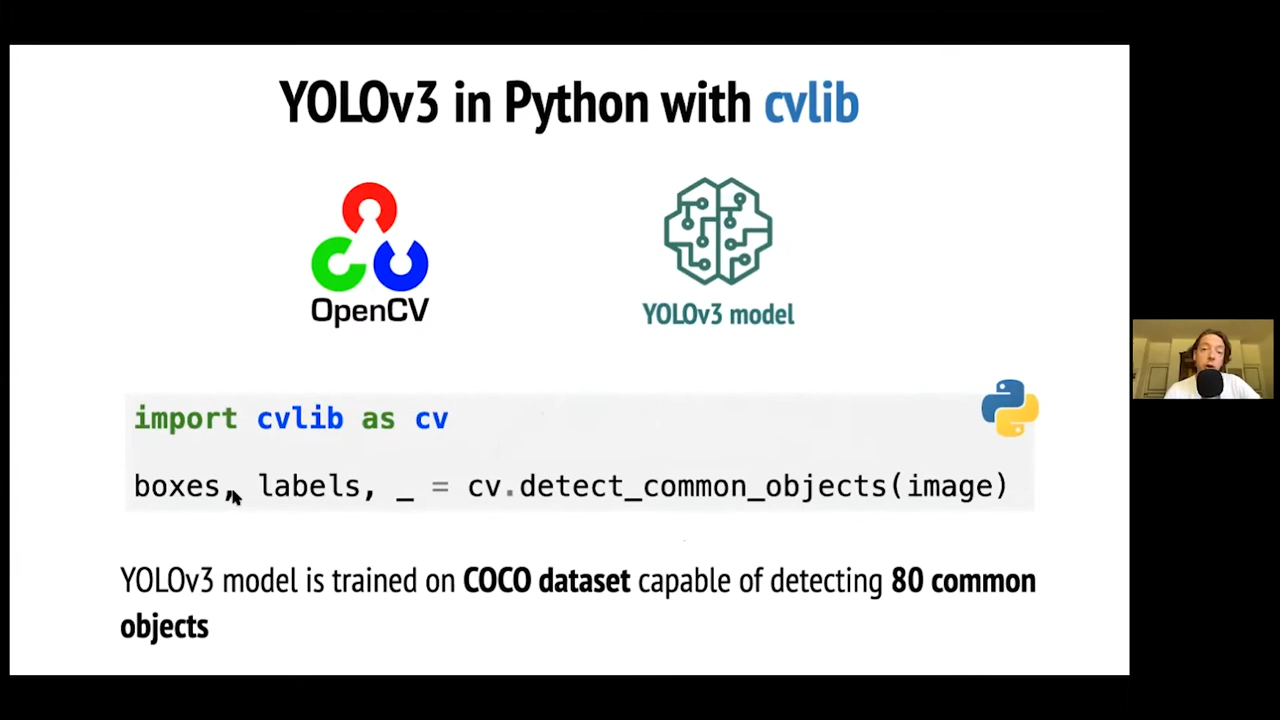 YOLOv3 in Python with cvlib
OpenCV
YOLOv3 model
import cvlib as cv
boxes, labels, _ = cv.detect_common_objects(image)
YOLOv3 model is trained on COCO dataset capable of detecting 80 common
objects